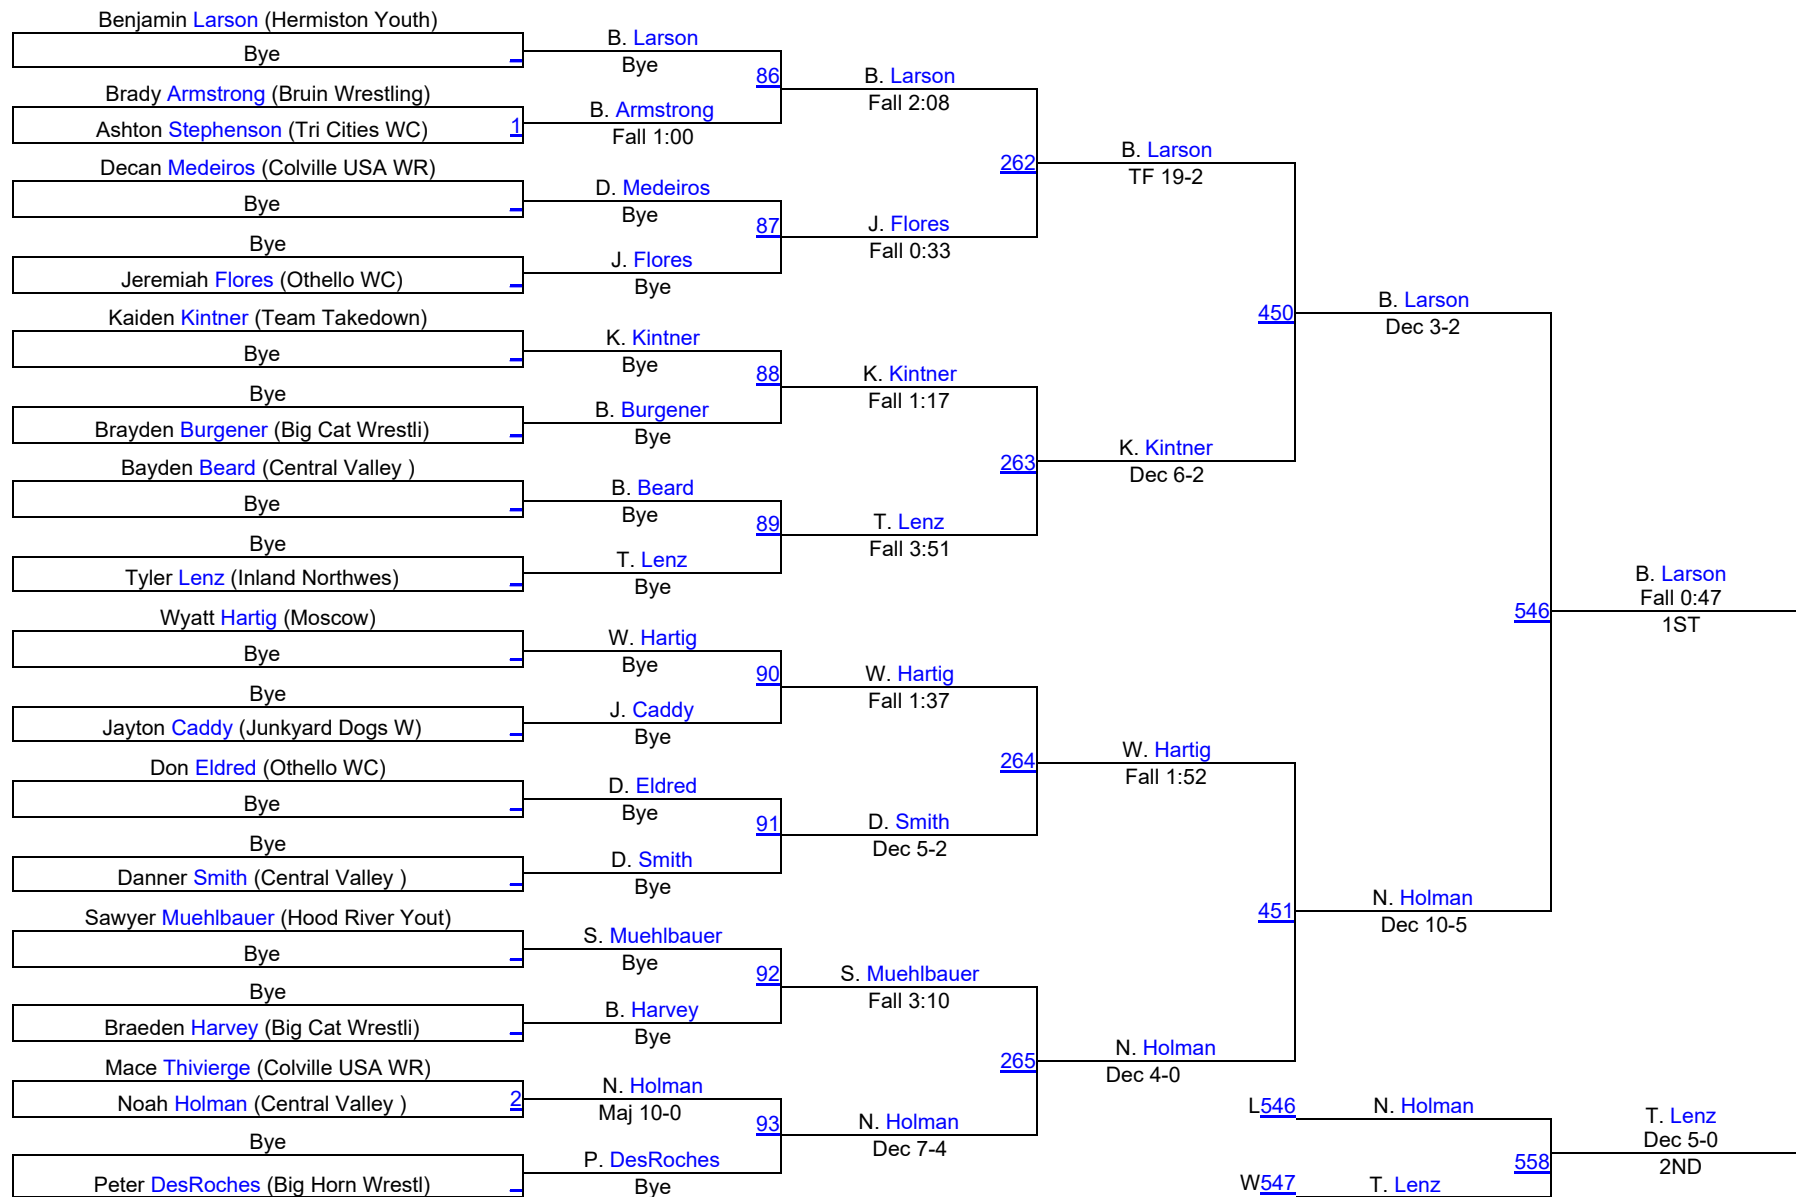 Benjamin Larson (Hermiston Youth)
Bye
Brady Armstrong (Bruin Wrestling)
Ashton Stephenson (Tri Cities WC) 1
Decan Medeiros (Colville USA WR)
Bye
Bye
Jeremiah Flores (Othello WC)
Kaiden Kintner (Team Takedown)
Bye
Bye
Brayden Burgener (Big Cat Wrestli)
Bayden Beard (Central Valley )
Bye
Bye
Tyler Lenz (Inland Northwes)
Wyatt Hartig (Moscow)
Bye
Bye
Jayton Caddy (Junkyard Dogs W)
Don Eldred (Othello WC)
Bye
Bye
Danner Smith (Central Valley )
Sawyer Muehlbauer (Hood River Yout)
Bye
Bye
Braeden Harvey (Big Cat Wrestli)
Mace Thivierge (Colville USA WR)
Noah Holman (Central Valley ) 2
Bye
Peter DesRoches (Big Horn Wrestl)
B. Larson
Bye
86
B. Armstrong
Fall 1:00
D. Medeiros
Bye
87
J. Flores
Bye
K. Kintner
Bye
88
B. Burgener
Bye
B. Beard
Bye
89
T. Lenz
Bye
W. Hartig
Bye
90
J. Caddy
Bye
D. Eldred
Bye
91
D. Smith
Bye
S. Muehlbauer
Bye
92
B. Harvey
Bye
N. Holman
Maj 10-0
93
P. DesRoches
Bye
B. Larson
Fall 2:08
262
J. Flores
Fall 0:33
K. Kintner
Fall 1:17
263
T. Lenz
Fall 3:51
W. Hartig
Fall 1:37
264
D. Smith
Dec 5-2
S. Muehlbauer
Fall 3:10
265
N. Holman
Dec 7-4
B. Larson
TF 19-2
450
K. Kintner
Dec 6-2
W. Hartig
Fall 1:52
451
N. Holman
Dec 4-0
B. Larson
Dec 3-2
546
N. Holman
Dec 10-5
B. Larson
Fall 0:47
1ST
L546 N. Holman
558
W547 T. Lenz
T. Lenz
Dec 5-0
2ND